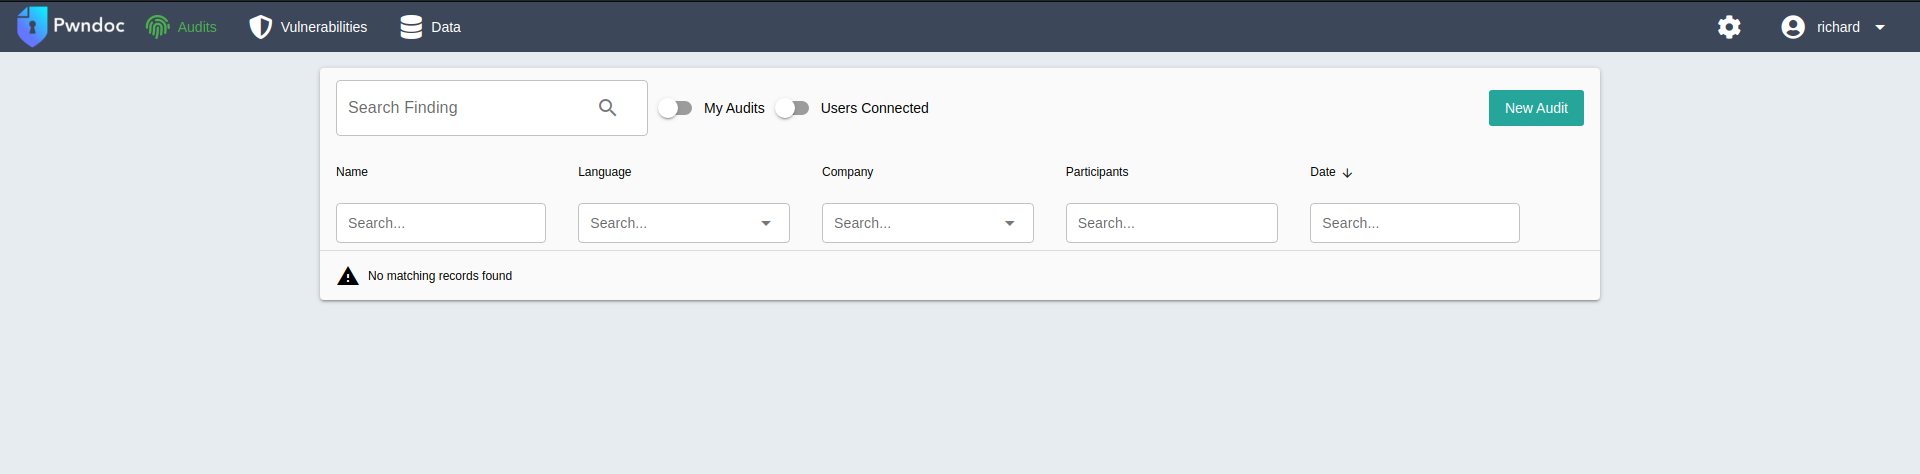 Pwndoc Audits Vulnerabilities Data richard
Search Finding My Audits Users Connected New Audit
Name Language Company Participants Date
Search... Search... Search... Search... Search...
No matching records found